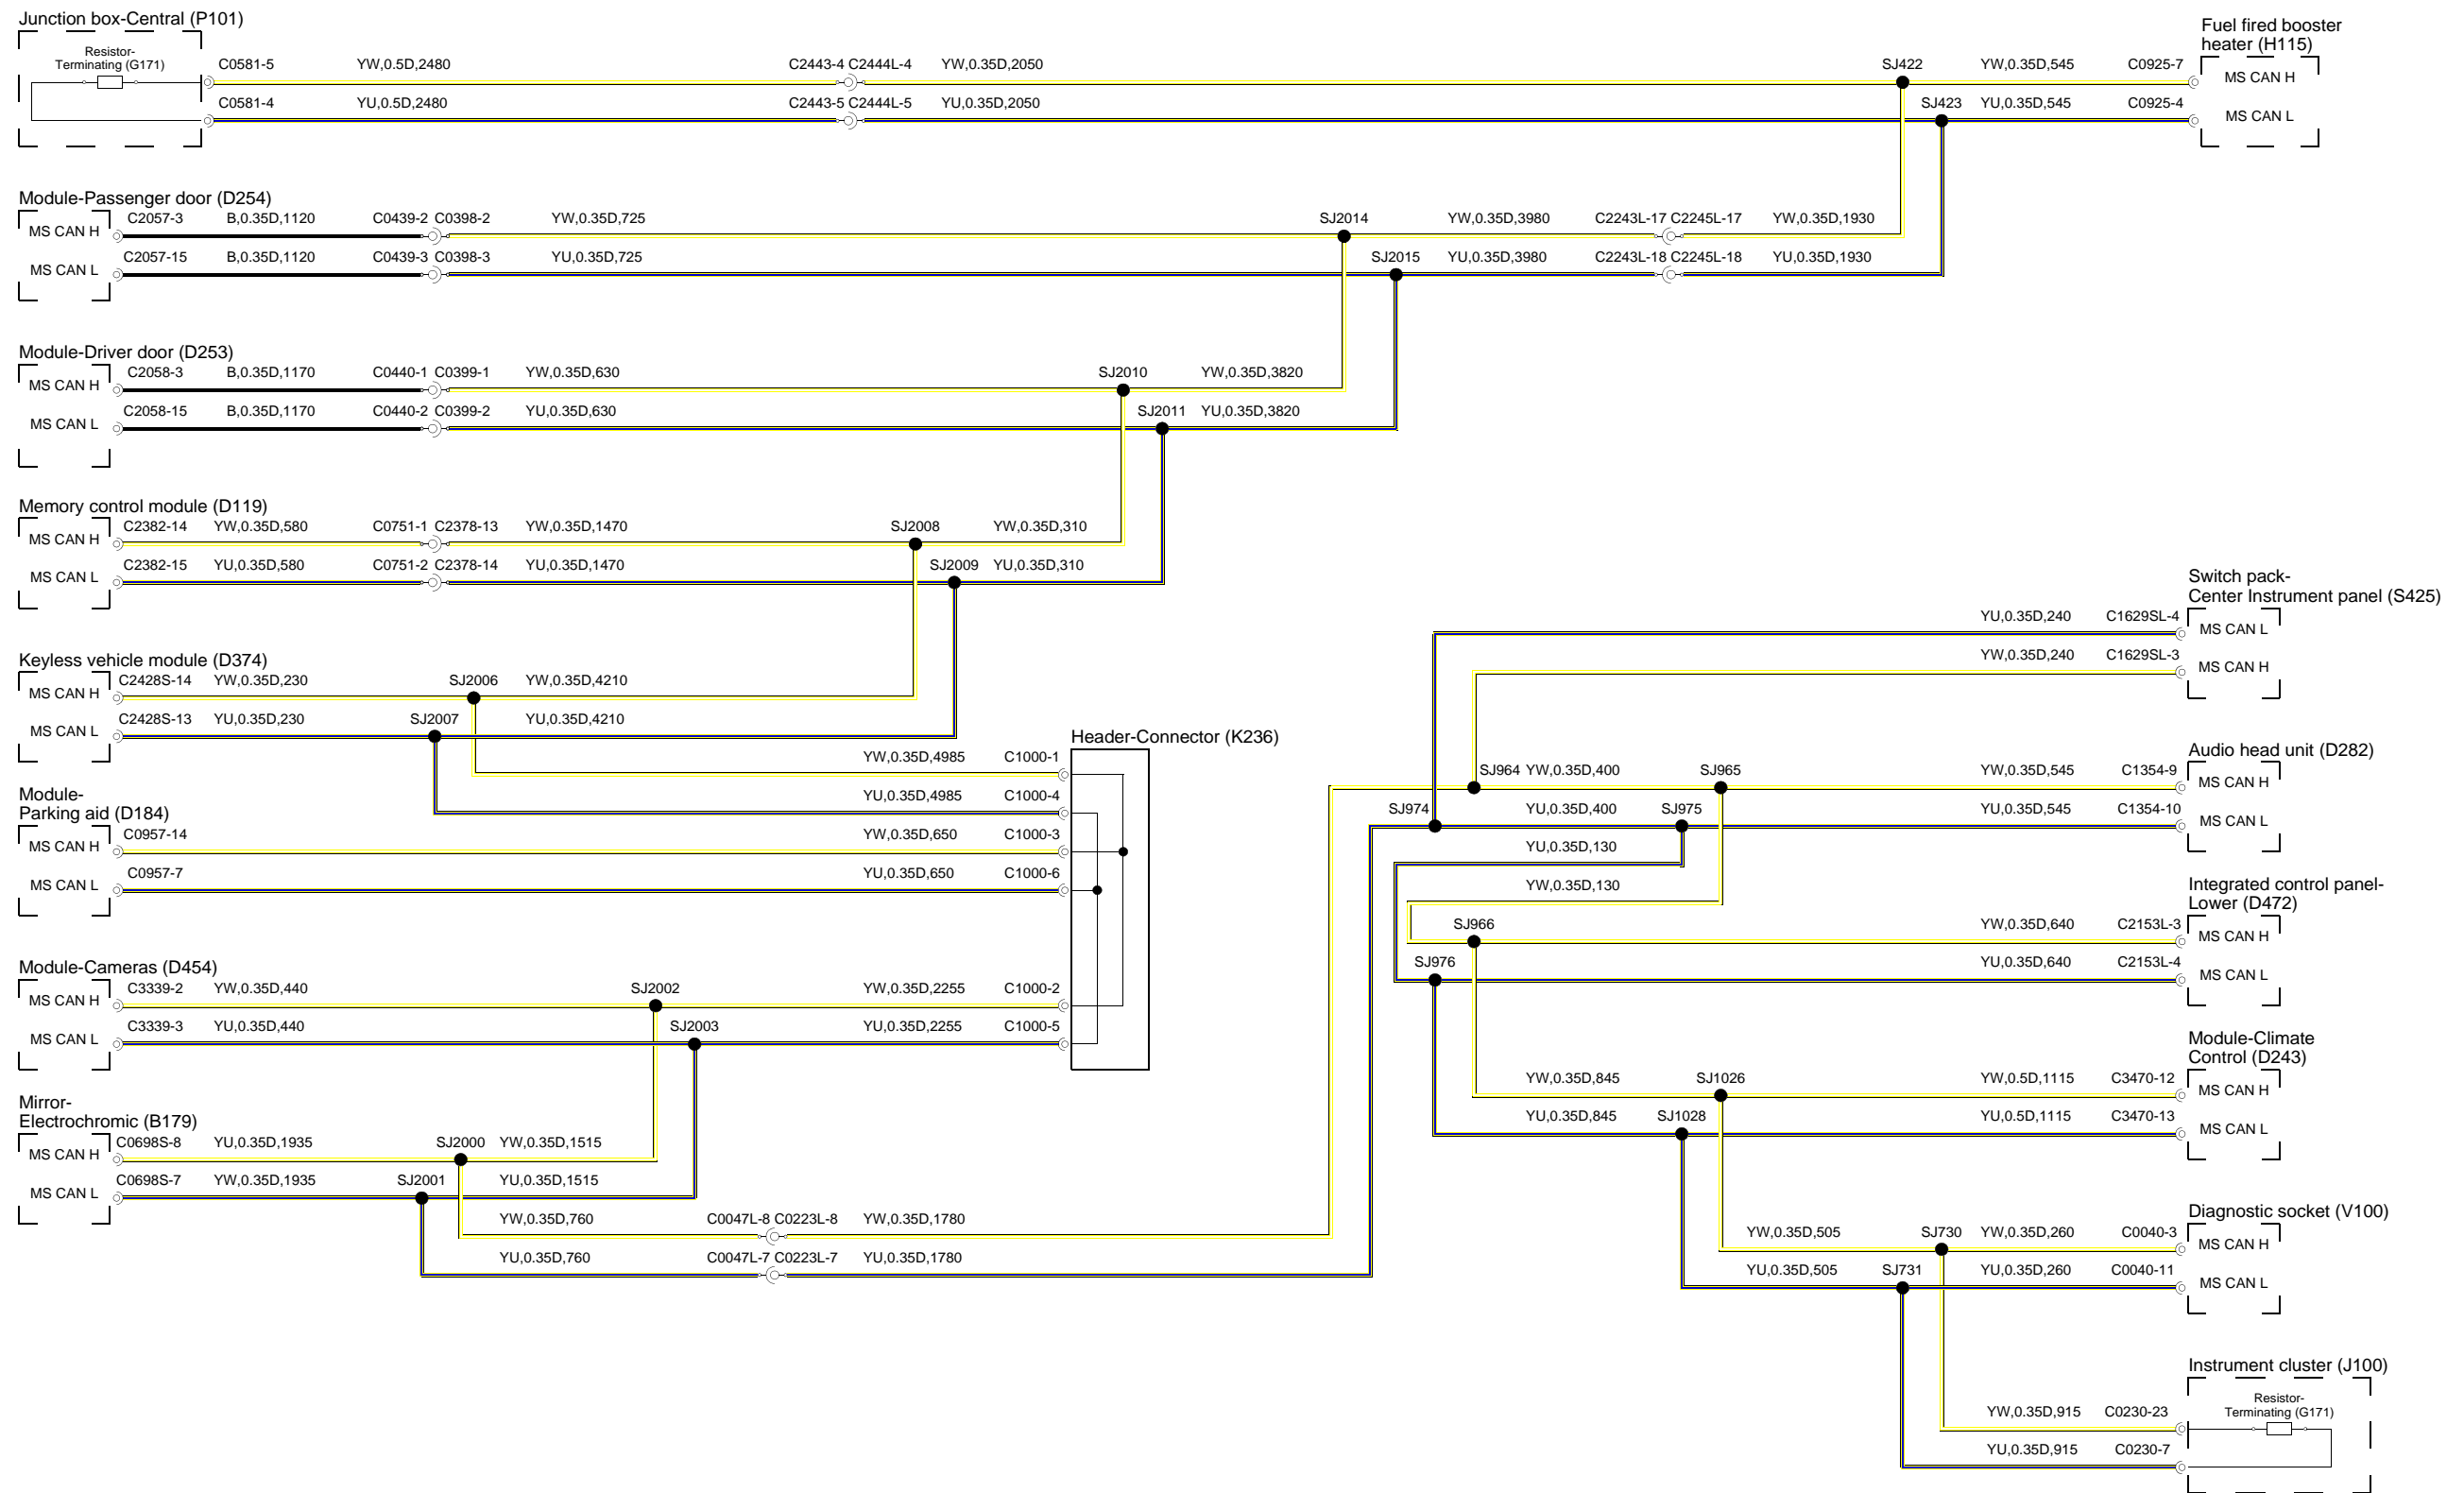 Junction box-Central (P101)
Resistor-
Terminating (G171)
C0581-5 YW,0.5D,2480 C2443-4 C2444L-4 YW,0.35D,2050 SJ422 YW,0.35D,545 C0925-7
C0581-4 YU,0.5D,2480 C2443-5 C2444L-5 YU,0.35D,2050 SJ423 YU,0.35D,545 C0925-4
Fuel fired booster
heater (H115)
MS CAN H
MS CAN L
Module-Passenger door (D254)
MS CAN H C2057-3 B,0.35D,1120 C0439-2 C0398-2 YW,0.35D,725 SJ2014 YW,0.35D,3980 C2243L-17 C2245L-17 YW,0.35D,1930
MS CAN L C2057-15 B,0.35D,1120 C0439-3 C0398-3 YU,0.35D,725 SJ2015 YU,0.35D,3980 C2243L-18 C2245L-18 YU,0.35D,1930
Module-Driver door (D253)
MS CAN H C2058-3 B,0.35D,1170 C0440-1 C0399-1 YW,0.35D,630 SJ2010 YW,0.35D,3820
MS CAN L C2058-15 B,0.35D,1170 C0440-2 C0399-2 YU,0.35D,630 SJ2011 YU,0.35D,3820
Memory control module (D119)
MS CAN H C2382-14 YW,0.35D,580 C0751-1 C2378-13 YW,0.35D,1470 SJ2008 YW,0.35D,310
MS CAN L C2382-15 YU,0.35D,580 C0751-2 C2378-14 YU,0.35D,1470 SJ2009 YU,0.35D,310
Keyless vehicle module (D374)
MS CAN H C2428S-14 YW,0.35D,230 SJ2006 YW,0.35D,4210
MS CAN L C2428S-13 YU,0.35D,230 SJ2007 YU,0.35D,4210
Header-Connector (K236)
YW,0.35D,4985 C1000-1
YU,0.35D,4985 C1000-4
Module-
Parking aid (D184)
MS CAN H C0957-14 YW,0.35D,650 C1000-3
MS CAN L C0957-7 YU,0.35D,650 C1000-6
Module-Cameras (D454)
MS CAN H C3339-2 YW,0.35D,440 SJ2002 YW,0.35D,2255 C1000-2
MS CAN L C3339-3 YU,0.35D,440 SJ2003 YU,0.35D,2255 C1000-5
Mirror-
Electrochromic (B179)
MS CAN H C0698S-8 YU,0.35D,1935 SJ2000 YW,0.35D,1515
MS CAN L C0698S-7 YW,0.35D,1935 SJ2001 YU,0.35D,1515
YW,0.35D,760 C0047L-8 C0223L-8 YW,0.35D,1780
YU,0.35D,760 C0047L-7 C0223L-7 YU,0.35D,1780
Switch pack-
Center Instrument panel (S425)
YU,0.35D,240 C1629SL-4 MS CAN L
YW,0.35D,240 C1629SL-3 MS CAN H
Audio head unit (D282)
SJ964 YW,0.35D,400 SJ965 YW,0.35D,545 C1354-9 MS CAN H
SJ974 YU,0.35D,400 SJ975 YU,0.35D,545 C1354-10 MS CAN L
YU,0.35D,130
YW,0.35D,130
Integrated control panel-
Lower (D472)
SJ966 YW,0.35D,640 C2153L-3 MS CAN H
SJ976 YU,0.35D,640 C2153L-4 MS CAN L
Module-Climate
Control (D243)
YW,0.35D,845 SJ1026 YW,0.5D,1115 C3470-12 MS CAN H
YU,0.35D,845 SJ1028 YU,0.5D,1115 C3470-13 MS CAN L
Diagnostic socket (V100)
YW,0.35D,505 SJ730 YW,0.35D,260 C0040-3 MS CAN H
YU,0.35D,505 SJ731 YU,0.35D,260 C0040-11 MS CAN L
Instrument cluster (J100)
Resistor-
Terminating (G171)
YW,0.35D,915 C0230-23
YU,0.35D,915 C0230-7